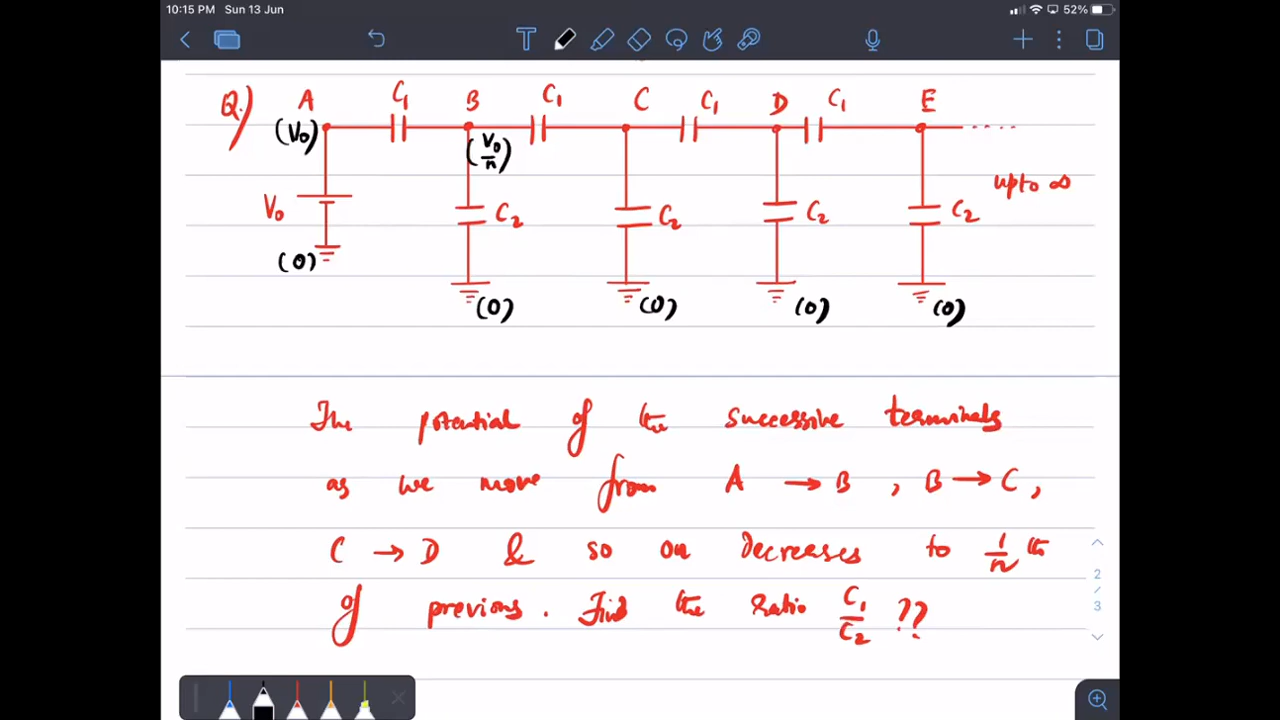 10:15 PM Sun 13 Jun 52%
T
Q.) A C₁ B C₁ C C₁ D C₁ E
(V₀) (V₀/n) ......
upto ∞
V₀ C₂ C₂ C₂ C₂
(0) (0) (0) (0) (0)
The potential of the successive terminals
as we move from A → B , B → C,
C → D & so on decreases to 1/n th
of previous . Find the ratio C₁/C₂ ??
2
/
3